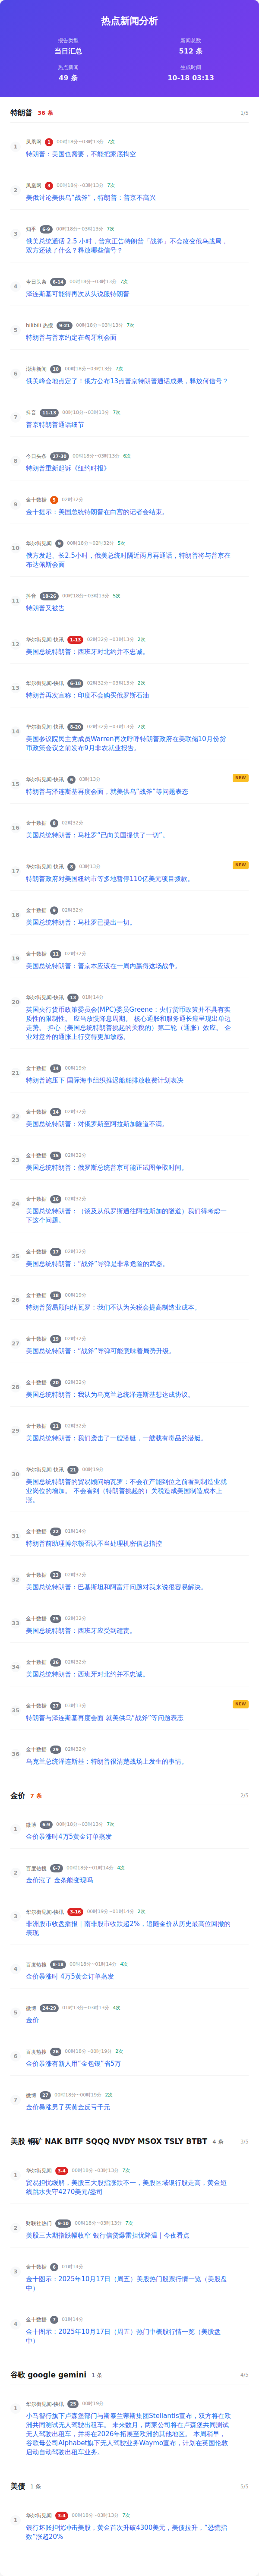 热点新闻分析
报告类型
当日汇总
新闻总数
512 条
热点新闻
49 条
生成时间
10-18 03:13
特朗普 36 条 1/5
1
凤凰网 1 00时18分~03时13分 7次
特朗普：美国也需要，不能把家底掏空
2
凤凰网 3 00时18分~03时13分 7次
美俄讨论美供乌“战斧”，特朗普：普京不高兴
3
知乎 6-9 00时18分~03时13分 7次
俄美总统通话 2.5 小时，普京正告特朗普「战斧」不会改变俄乌战局，
双方还谈了什么？释放哪些信号？
4
今日头条 6-14 00时18分~03时13分 7次
泽连斯基可能得再次从头说服特朗普
5
bilibili 热搜 9-21 00时18分~03时13分 7次
特朗普与普京约定在匈牙利会面
6
澎湃新闻 10 00时18分~03时13分 7次
俄美峰会地点定了！俄方公布13点普京特朗普通话成果，释放何信号？
7
抖音 11-13 00时18分~03时13分 7次
普京特朗普通话细节
8
今日头条 27-30 00时18分~03时13分 6次
特朗普重新起诉《纽约时报》
9
金十数据 5 02时32分
金十提示：美国总统特朗普在白宫的记者会结束。
10
华尔街见闻 9 00时18分~02时32分 5次
俄方发起、长2.5小时，俄美总统时隔近两月再通话，特朗普将与普京在
布达佩斯会面
11
抖音 18-26 00时18分~03时13分 5次
特朗普又被告
12
华尔街见闻-快讯 1-13 02时32分~03时13分 2次
美国总统特朗普：西班牙对北约并不忠诚。
13
华尔街见闻-快讯 6-18 02时32分~03时13分 2次
特朗普再次宣称：印度不会购买俄罗斯石油
14
华尔街见闻-快讯 8-20 02时32分~03时13分 2次
美国参议院民主党成员Warren再次呼吁特朗普政府在美联储10月份货
币政策会议之前发布9月非农就业报告。
15
华尔街见闻-快讯 6 03时13分
NEW
特朗普与泽连斯基再度会面，就美供乌“战斧”等问题表态
16
金十数据 8 02时32分
美国总统特朗普：马杜罗“已向美国提供了一切”。
17
华尔街见闻-快讯 8 03时13分
NEW
特朗普政府对美国纽约市等多地暂停110亿美元项目拨款。
18
金十数据 9 02时32分
美国总统特朗普：马杜罗已提出一切。
19
金十数据 11 02时32分
美国总统特朗普：普京本应该在一周内赢得这场战争。
20
华尔街见闻-快讯 13 01时14分
英国央行货币政策委员会(MPC)委员Greene：央行货币政策并不具有实
质性的限制性。 应当放慢降息周期。 核心通胀和服务通长痘呈现出单边
走势。 担心（美国总统特朗普挑起的关税的）第二轮（通胀）效应。 企
业对意外的通胀上行变得更加敏感。
21
金十数据 14 00时19分
特朗普施压下 国际海事组织推迟船舶排放收费计划表决
22
金十数据 14 02时32分
美国总统特朗普：对俄罗斯至阿拉斯加隧道不满。
23
金十数据 15 02时32分
美国总统特朗普：俄罗斯总统普京可能正试图争取时间。
24
金十数据 16 02时32分
美国总统特朗普：（谈及从俄罗斯通往阿拉斯加的隧道）我们得考虑一
下这个问题。
25
金十数据 17 02时32分
美国总统特朗普：“战斧”导弹是非常危险的武器。
26
金十数据 18 00时19分
特朗普贸易顾问纳瓦罗：我们不认为关税会提高制造业成本。
27
金十数据 19 02时32分
美国总统特朗普：“战斧”导弹可能意味着局势升级。
28
金十数据 20 02时32分
美国总统特朗普：我认为乌克兰总统泽连斯基想达成协议。
29
金十数据 21 02时32分
美国总统特朗普：我们袭击了一艘潜艇，一艘载有毒品的潜艇。
30
华尔街见闻-快讯 21 00时19分
美国总统特朗普的贸易顾问纳瓦罗：不会在产能到位之前看到制造业就
业岗位的增加。 不会看到（特朗普挑起的）关税造成美国制造成本上
涨。
31
金十数据 22 01时14分
特朗普前助理博尔顿否认不当处理机密信息指控
32
金十数据 23 02时32分
美国总统特朗普：巴基斯坦和阿富汗问题对我来说很容易解决。
33
金十数据 25 02时32分
美国总统特朗普：西班牙应受到谴责。
34
金十数据 26 02时32分
美国总统特朗普：西班牙对北约并不忠诚。
35
金十数据 27 03时13分
NEW
特朗普与泽连斯基再度会面 就美供乌“战斧”等问题表态
36
金十数据 29 02时32分
乌克兰总统泽连斯基：特朗普很清楚战场上发生的事情。
金价 7 条 2/5
1
微博 6-9 00时18分~03时13分 7次
金价暴涨时4万5黄金订单蒸发
2
百度热搜 6-7 00时18分~01时14分 4次
金价涨了 金条能变现吗
3
华尔街见闻-快讯 3-16 00时19分~01时14分 2次
非洲股市收盘播报｜南非股市收跌超2%，追随金价从历史最高位回撤的
表现
4
百度热搜 8-18 00时18分~01时14分 4次
金价暴涨时 4万5黄金订单蒸发
5
微博 24-29 01时13分~03时13分 4次
金价
6
百度热搜 26 00时18分~00时19分 2次
金价暴涨有新人用“金包银”省5万
7
微博 27 00时18分~00时19分 2次
金价暴涨男子买黄金反亏千元
美股 铜矿 NAK BITF SQQQ NVDY MSOX TSLY BTBT 4 条 3/5
1
华尔街见闻 3-4 00时18分~03时13分 7次
贸易担忧缓解，美股三大股指涨跌不一，美股区域银行股走高，黄金短
线跳水失守4270美元/盎司
2
财联社热门 9-10 00时18分~03时13分 7次
美股三大期指跌幅收窄 银行信贷爆雷担忧降温 | 今夜看点
3
金十数据 6 01时14分
金十图示：2025年10月17日（周五）美股热门股票行情一览（美股盘
中）
4
金十数据 7 01时14分
金十图示：2025年10月17日（周五）热门中概股行情一览（美股盘
中）
谷歌 google gemini 1 条 4/5
1
华尔街见闻-快讯 25 00时19分
小马智行旗下卢森堡部门与斯泰兰蒂斯集团Stellantis宣布，双方将在欧
洲共同测试无人驾驶出租车。 未来数月，两家公司将在卢森堡共同测试
无人驾驶出租车，并将在2026年拓展至欧洲的其他地区。 本周稍早，
谷歌母公司Alphabet旗下无人驾驶业务Waymo宣布，计划在英国伦敦
启动自动驾驶出租车业务。
美债 1 条 5/5
1
华尔街见闻 3-4 00时18分~03时13分 7次
银行坏账担忧冲击美股，黄金首次升破4300美元，美债拉升，“恐慌指
数”涨超20%